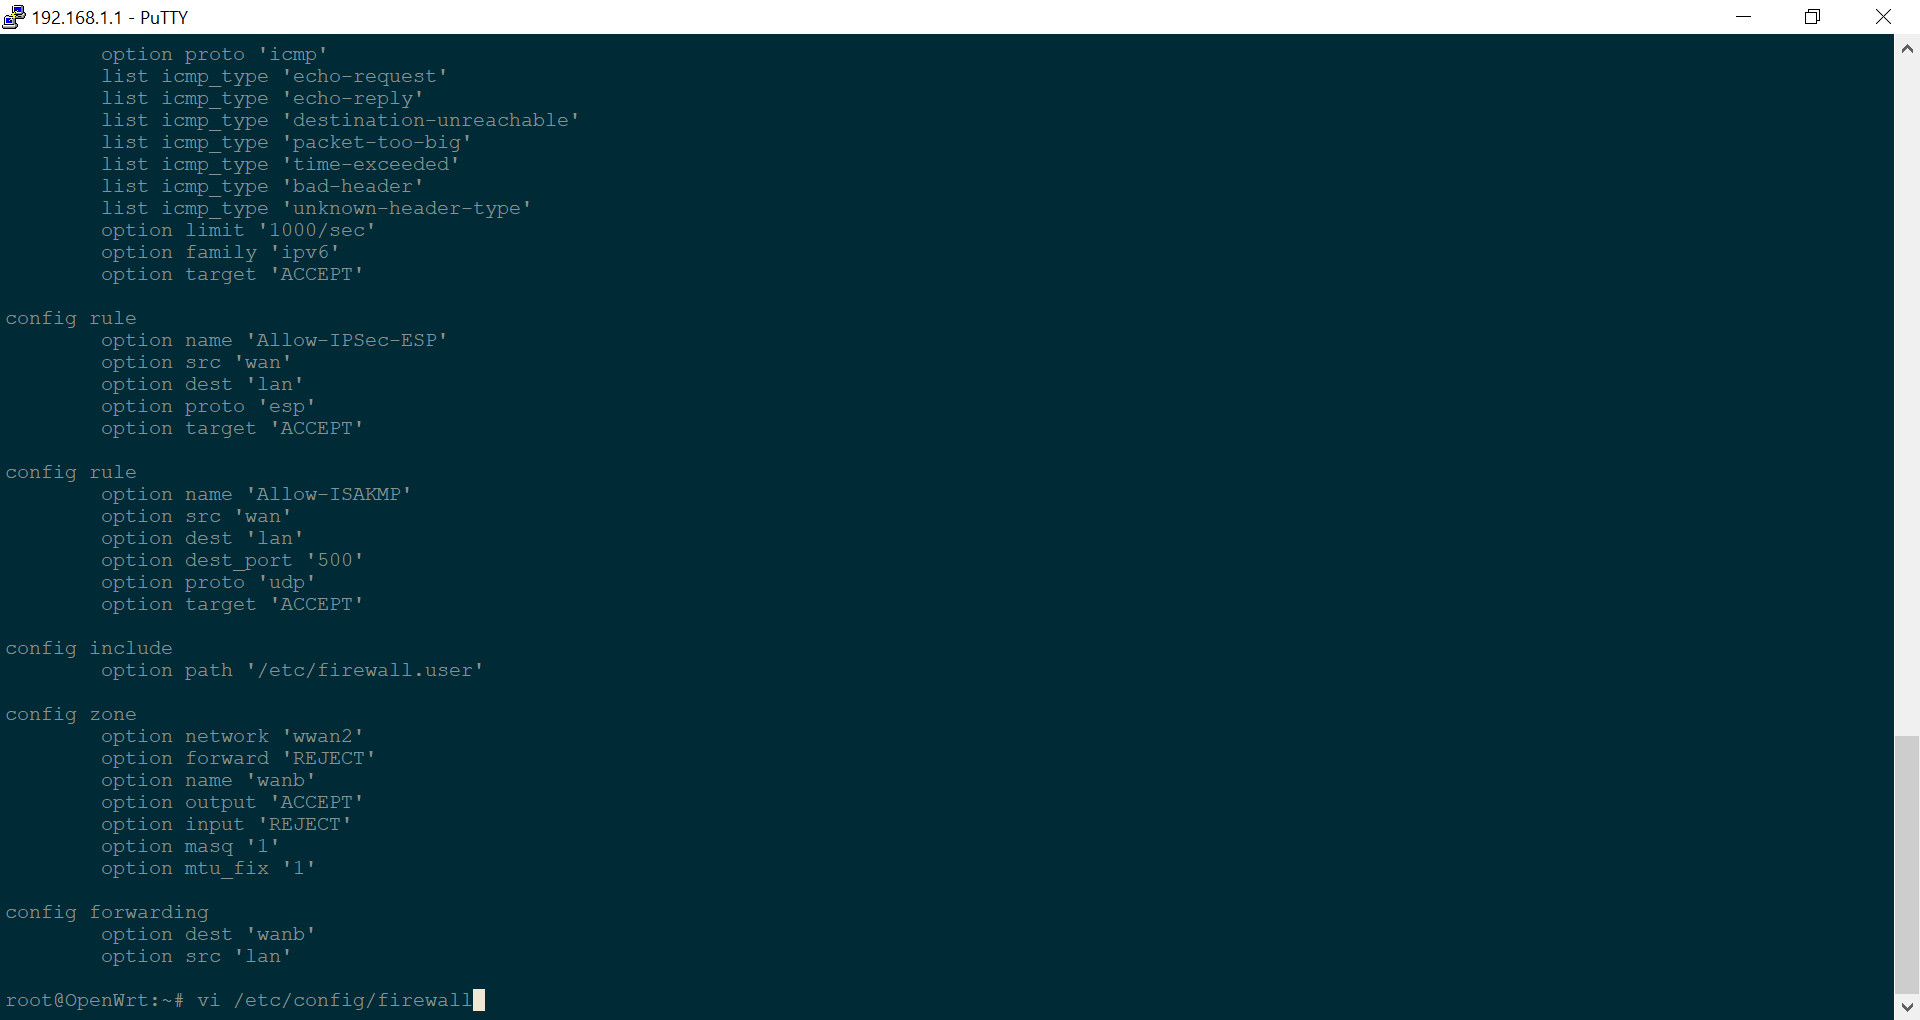 192.168.1.1 - PuTTY
option proto 'icmp'
list icmp_type 'echo-request'
list icmp_type 'echo-reply'
list icmp_type 'destination-unreachable'
list icmp_type 'packet-too-big'
list icmp_type 'time-exceeded'
list icmp_type 'bad-header'
list icmp_type 'unknown-header-type'
option limit '1000/sec'
option family 'ipv6'
option target 'ACCEPT'
config rule
option name 'Allow-IPSec-ESP'
option src 'wan'
option dest 'lan'
option proto 'esp'
option target 'ACCEPT'
config rule
option name 'Allow-ISAKMP'
option src 'wan'
option dest 'lan'
option dest_port '500'
option proto 'udp'
option target 'ACCEPT'
config include
option path '/etc/firewall.user'
config zone
option network 'wwan2'
option forward 'REJECT'
option name 'wanb'
option output 'ACCEPT'
option input 'REJECT'
option masq '1'
option mtu_fix '1'
config forwarding
option dest 'wanb'
option src 'lan'
root@OpenWrt:~# vi /etc/config/firewall